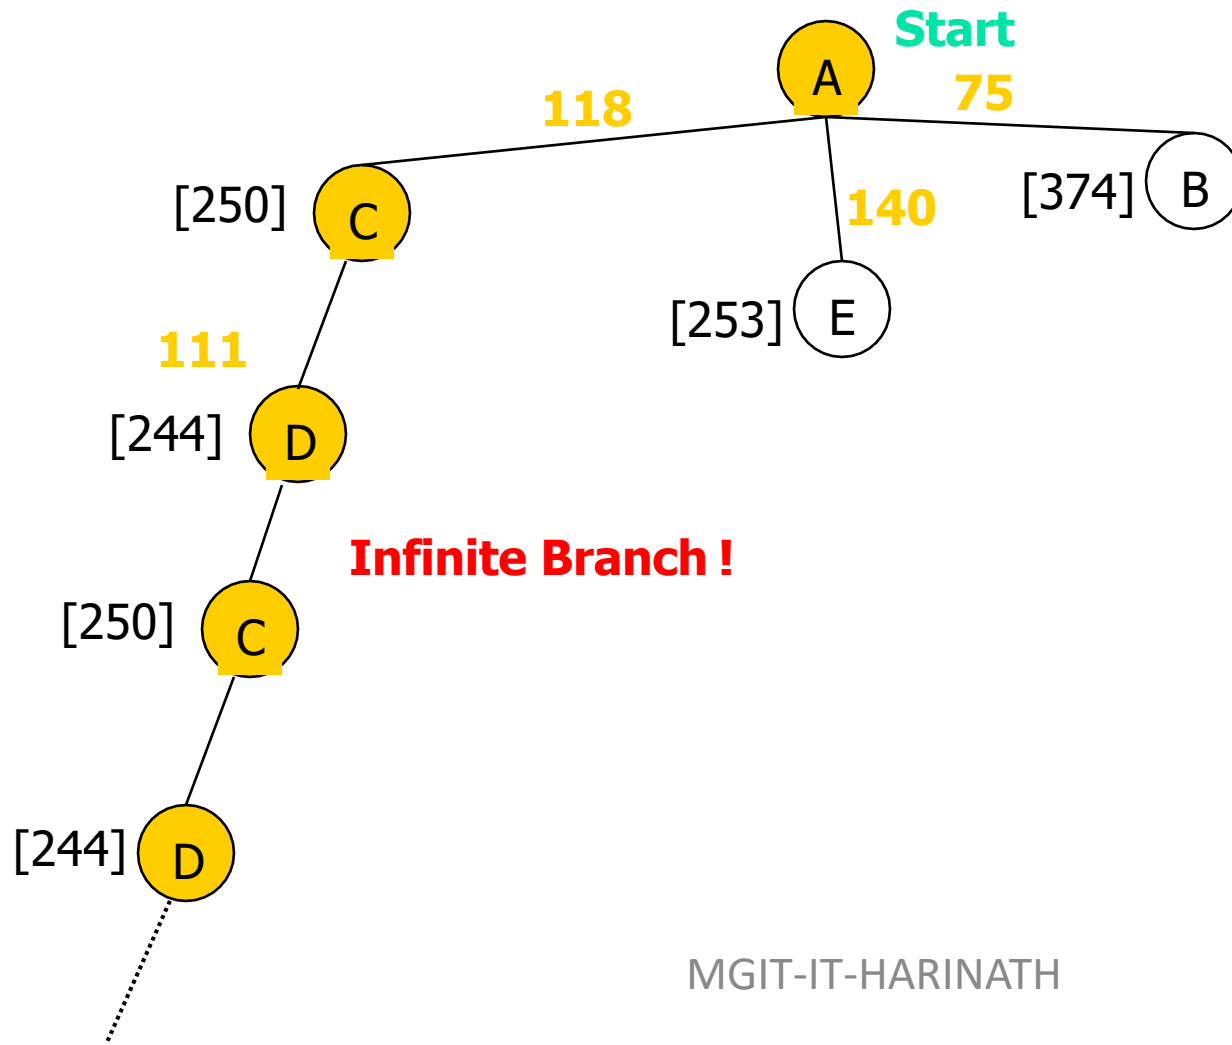 Start
A
75
118
[250]
C
140
[374]
B
[253]
E
111
[244]
D
Infinite Branch !
[250]
C
[244]
D
MGIT-IT-HARINATH